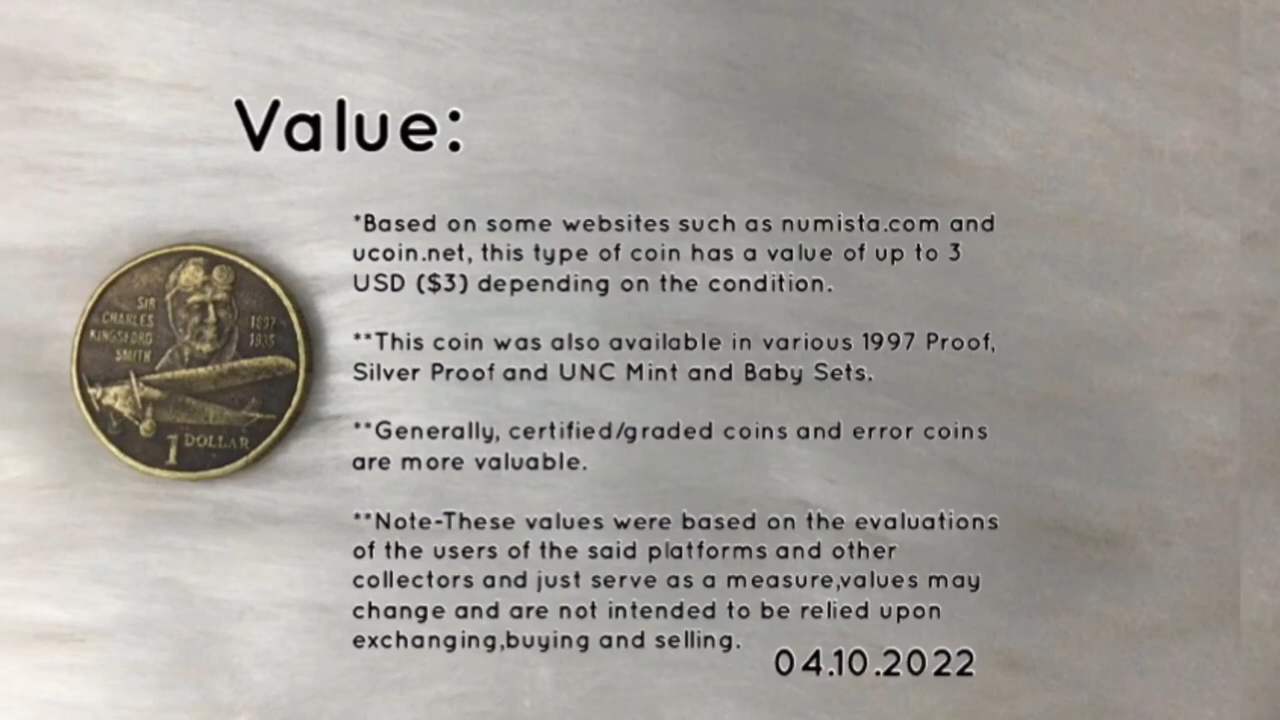 Value:
*Based on some websites such as numista.com and
ucoin.net, this type of coin has a value of up to 3
USD ($3) depending on the condition.
**This coin was also available in various 1997 Proof,
Silver Proof and UNC Mint and Baby Sets.
**Generally, certified/graded coins and error coins
are more valuable.
**Note-These values were based on the evaluations
of the users of the said platforms and other
collectors and just serve as a measure,values may
change and are not intended to be relied upon
exchanging,buying and selling.
04.10.2022
SIR
CHARLES
KINGSFORD
SMITH
1897
1935
1 DOLLAR